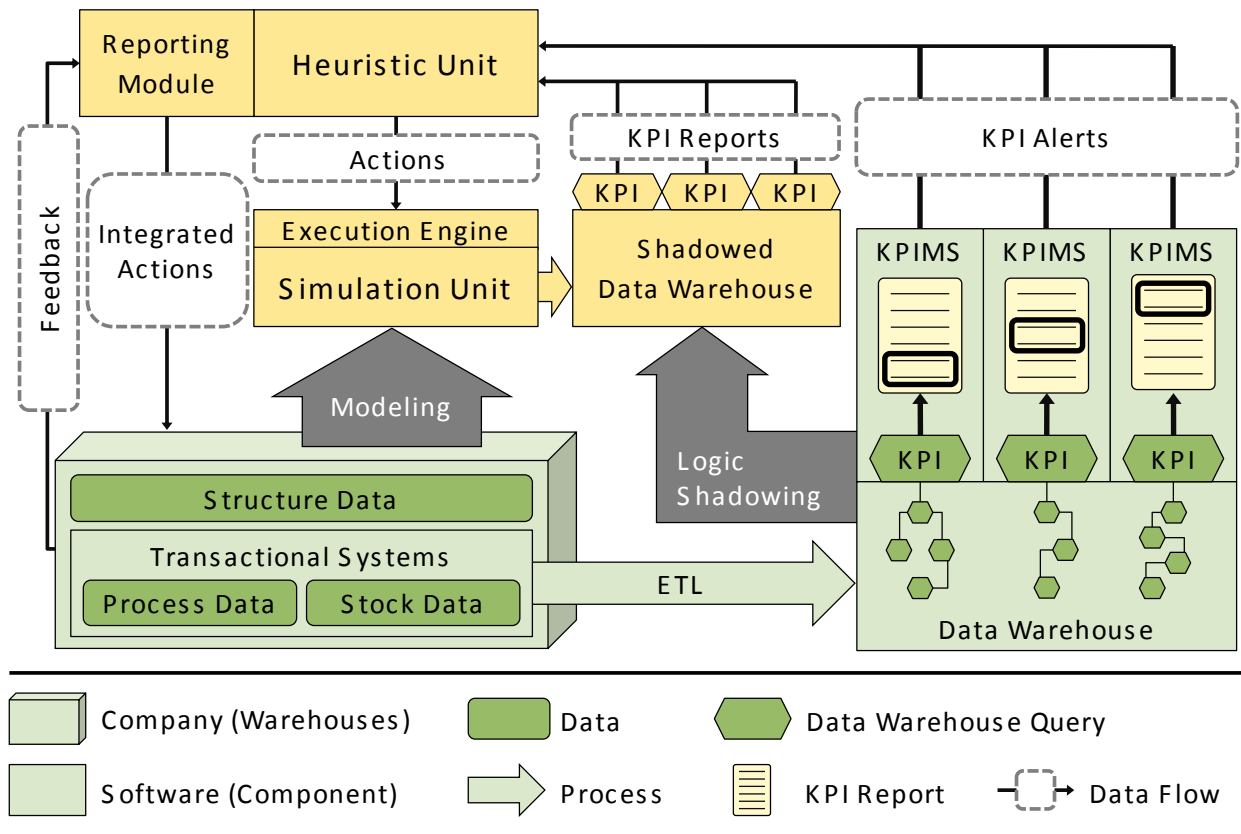 Reporting
Module
Heuristic Unit
Feedback
Integrated
Actions
Actions
KPI Reports
KPI Alerts
KPI
KPI
KPI
Execution Engine
Simulation Unit
Shadowed
Data Warehouse
KPIMS
KPIMS
KPIMS
Modeling
Logic
Shadowing
KPI
KPI
KPI
Structure Data
Transactional Systems
Process Data
Stock Data
ETL
Data Warehouse
Company (Warehouses)
Data
Data Warehouse Query
Software (Component)
Process
KPI Report
Data Flow